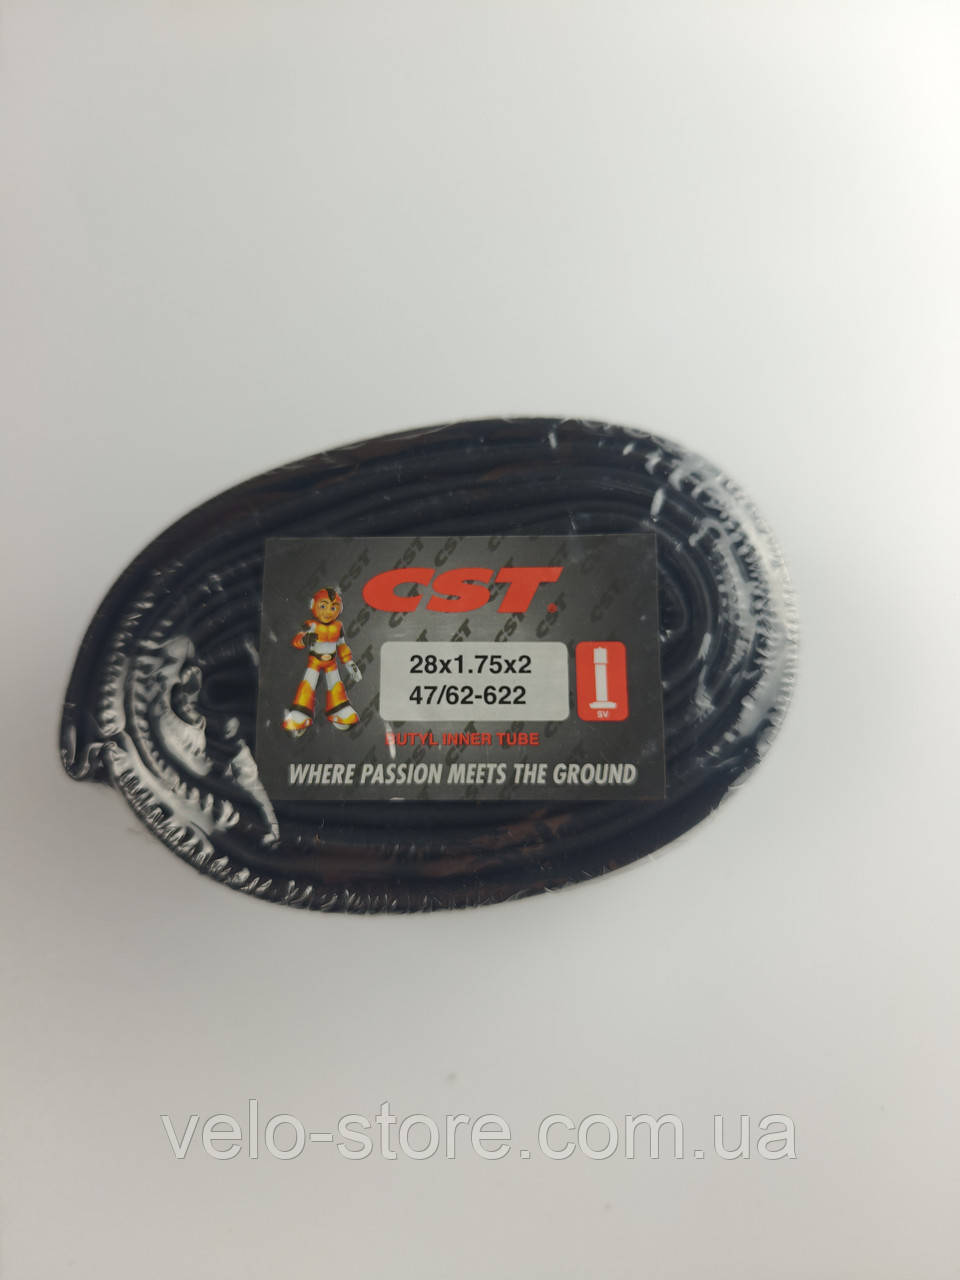 CST.
28x1.75x2
47/62-622
SV
BUTYL INNER TUBE
WHERE PASSION MEETS THE GROUND
velo-store.com.ua